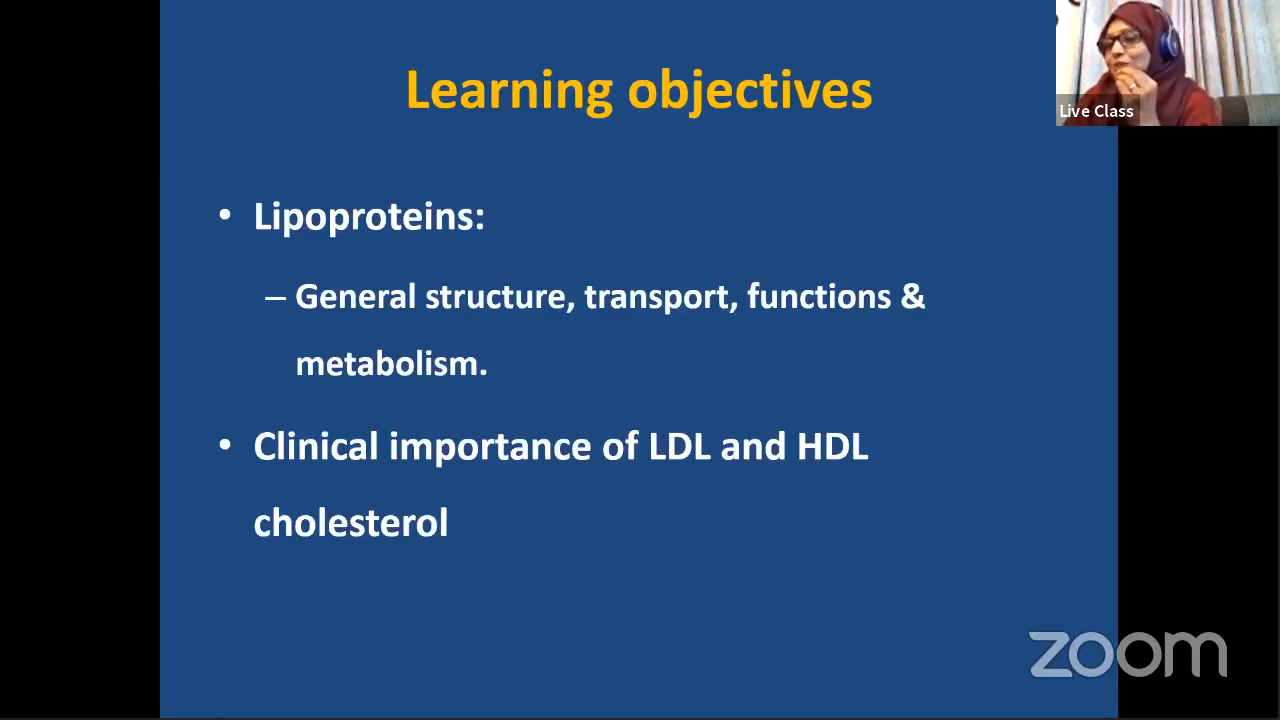 Learning objectives
Live Class
• Lipoproteins:
– General structure, transport, functions &
metabolism.
• Clinical importance of LDL and HDL
cholesterol
zoom